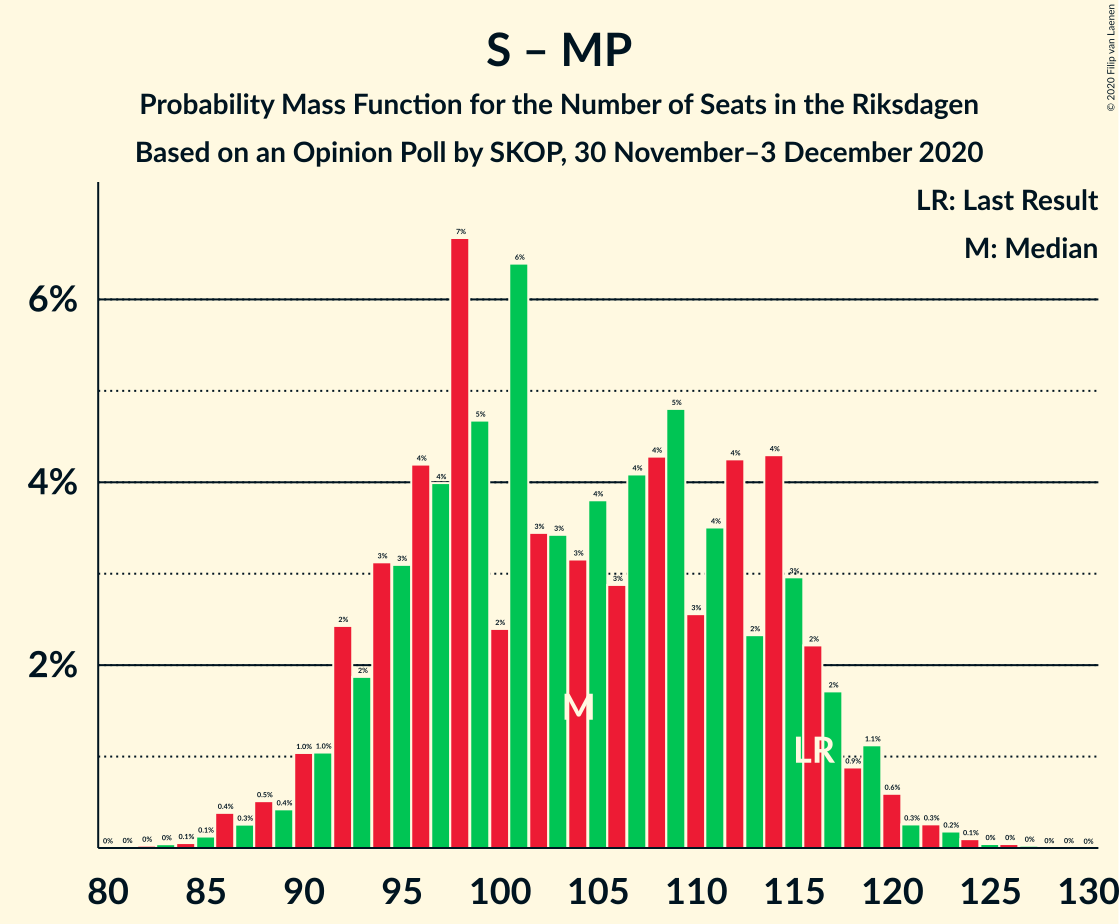 S – MP
Probability Mass Function for the Number of Seats in the Riksdagen
Based on an Opinion Poll by SKOP, 30 November–3 December 2020
© 2020 Filip van Laenen
LR: Last Result
M: Median
6%
4%
2%
0% 0% 0% 0% 0.1% 0.1% 0.4% 0.3% 0.5% 0.4% 1.0% 1.0% 2% 2% 3% 3% 4% 4% 7% 5% 2% 6% 3% 3% 3% 4% 3% 4% 4% 5% 3% 4% 4% 2% 4% 3% 2% 2% 0.9% 1.1% 0.6% 0.3% 0.3% 0.2% 0.1% 0% 0% 0% 0% 0% 0%
M
LR
80 85 90 95 100 105 110 115 120 125 130